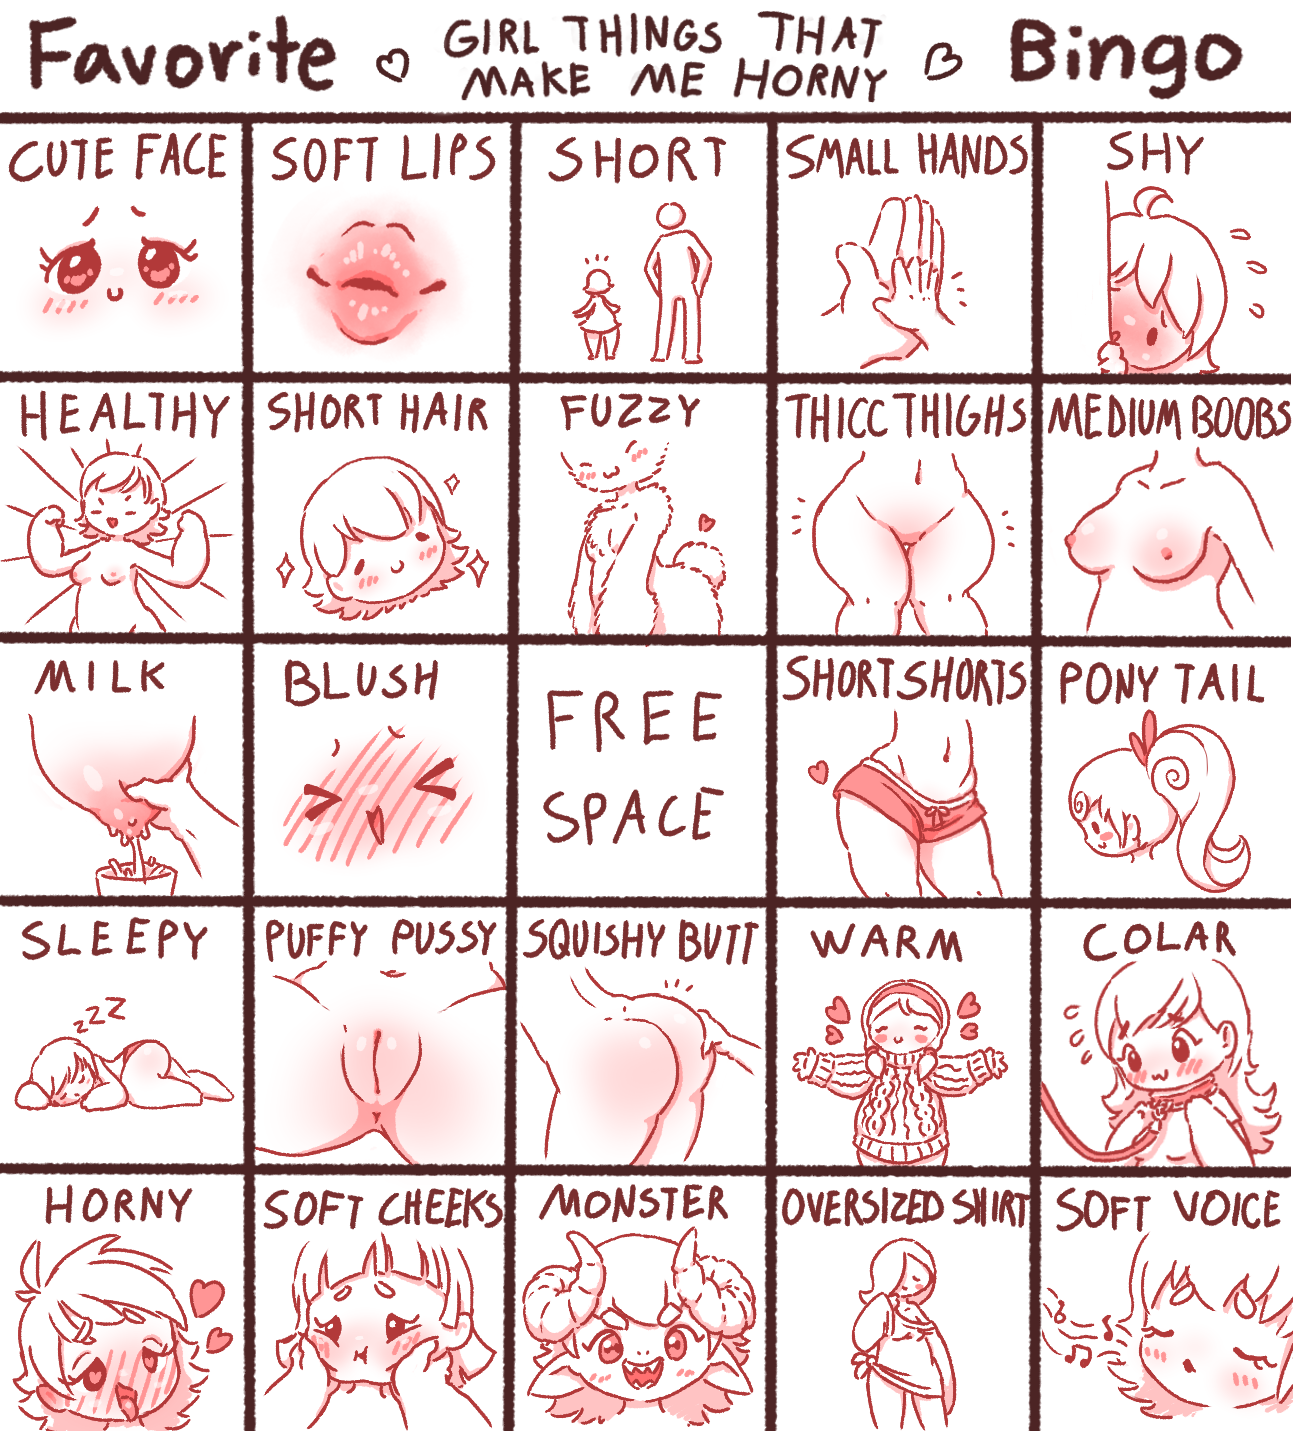 Favorite ♡ GIRL THINGS THAT MAKE ME HORNY ♡ Bingo
CUTE FACE
SOFT LIPS
SHORT
SMALL HANDS
SHY
HEALTHY
SHORT HAIR
FUZZY
THICC THIGHS
MEDIUM BOOBS
MILK
BLUSH
FREE
SPACE
SHORT SHORTS
PONY TAIL
SLEEPY
zzZ
PUFFY PUSSY
SQUISHY BUTT
WARM
COLAR
HORNY
SOFT CHEEKS
MONSTER
OVERSIZED SHIRT
SOFT VOICE